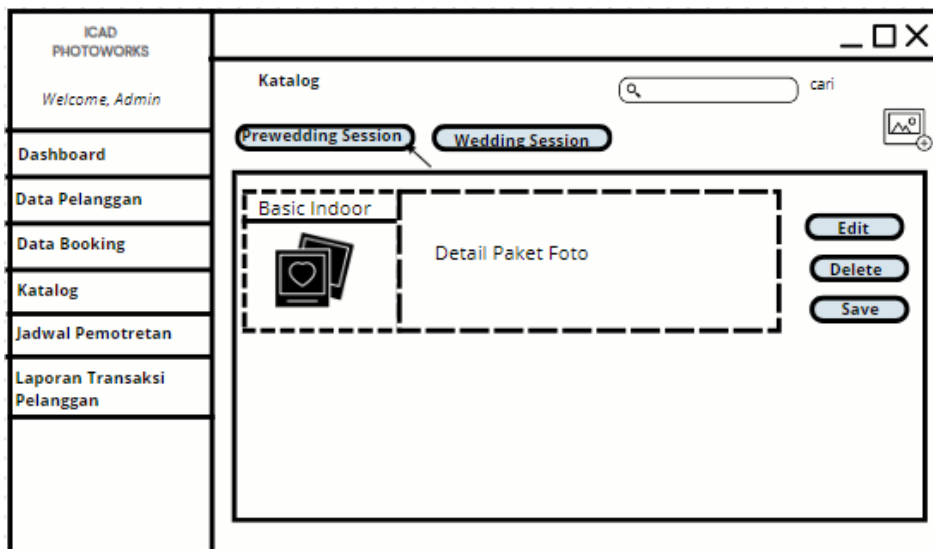 ICAD
PHOTOWORKS
Welcome, Admin
Dashboard
Data Pelanggan
Data Booking
Katalog
Jadwal Pemotretan
Laporan Transaksi
Pelanggan
Katalog
cari
Prewedding Session
Wedding Session
Basic Indoor
Detail Paket Foto
Edit
Delete
Save